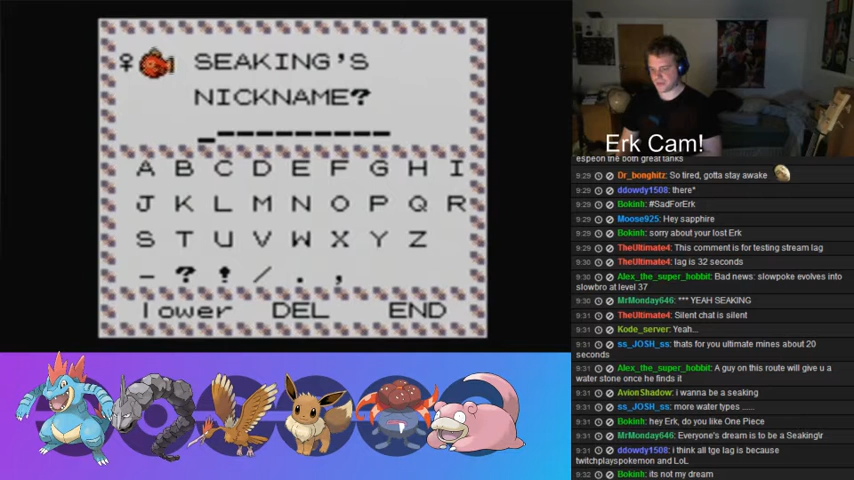 ♀ SEAKING'S
NICKNAME?
A B C D E F G H I
J K L M N O P Q R
S T U V W X Y Z
- ? ! / . ,
lower DEL END
Erk Cam!
espeon the both great tanks
9:29 Dr_bonghitz: So tired, gotta stay awake
9:29 ddowdy1508: there*
9:29 Bokinh: #SadForErk
9:29 Moose925: Hey sapphire
9:29 Bokinh: sorry about your lost Erk
9:29 TheUltimate4: This comment is for testing stream lag
9:30 TheUltimate4: lag is 32 seconds
9:30 Alex_the_super_hobbit: Bad news: slowpoke evolves into
slowbro at level 37
9:30 MrMonday646: *** YEAH SEAKING
9:31 TheUltimate4: Silent chat is silent
9:31 Kode_server: Yeah...
9:31 ss_JOSH_ss: thats for you ultimate mines about 20
seconds
9:31 Alex_the_super_hobbit: A guy on this route will give u a
water stone once he finds it
9:31 AvionShadow: i wanna be a seaking
9:31 ss_JOSH_ss: more water types ......
9:31 Bokinh: hey Erk, do you like One Piece
9:31 MrMonday646: Everyone's dream is to be a Seakinglr
9:31 ddowdy1508: i think all tge lag is because
twitchplayspokemon and LoL
9:32 Bokinh: its not my dream